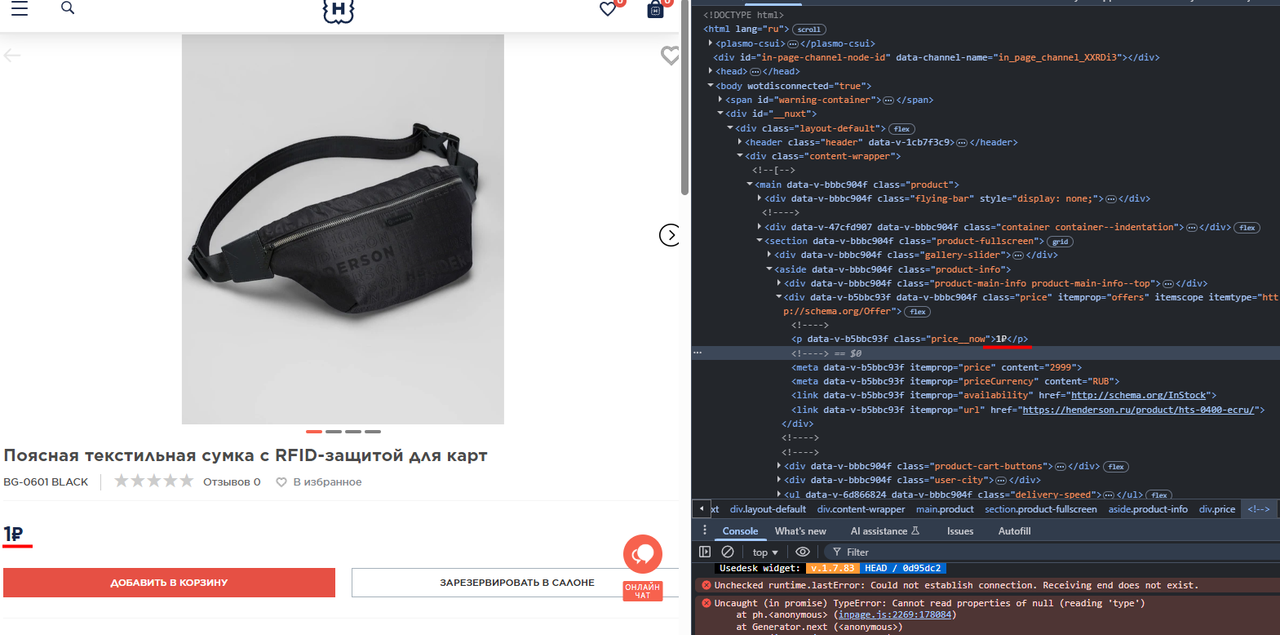 H
0
H
0
HENDERSON
Поясная текстильная сумка с RFID-защитой для карт
BG-0601 BLACK
Отзывов 0
В избранное
1₽
ДОБАВИТЬ В КОРЗИНУ
ЗАРЕЗЕРВИРОВАТЬ В САЛОНЕ
ОНЛАЙН
ЧАТ
<!DOCTYPE html>
<html lang="ru"> scroll
<plasmo-csui> … </plasmo-csui>
<div id="in-page-channel-node-id" data-channel-name="in_page_channel_XXRDi3"></div>
<head> … </head>
<body wotdisconnected="true">
<span id="warning-container"> … </span>
<div id="__nuxt">
<div class="layout-default"> flex
<header class="header" data-v-1cb7f3c9> … </header>
<div class="content-wrapper">
<!--[-->
<main data-v-bbbc904f class="product">
<div data-v-bbbc904f class="flying-bar" style="display: none;"> … </div>
<!---->
<div data-v-47cfd907 data-v-bbbc904f class="container container--indentation"> … </div> flex
<section data-v-bbbc904f class="product-fullscreen"> grid
<div data-v-bbbc904f class="gallery-slider"> … </div>
<aside data-v-bbbc904f class="product-info">
<div data-v-bbbc904f class="product-main-info product-main-info--top"> … </div>
<div data-v-b5bbc93f data-v-bbbc904f class="price" itemprop="offers" itemscope itemtype="htt
p://schema.org/Offer"> flex
<!---->
<p data-v-b5bbc93f class="price__now">1₽</p>
… <!----> == $0
<meta data-v-b5bbc93f itemprop="price" content="2999">
<meta data-v-b5bbc93f itemprop="priceCurrency" content="RUB">
<link data-v-b5bbc93f itemprop="availability" href="http://schema.org/InStock">
<link data-v-b5bbc93f itemprop="url" href="https://henderson.ru/product/hts-0400-ecru/">
</div>
<!---->
<!---->
<div data-v-bbbc904f class="product-cart-buttons"> … </div> flex
<div data-v-bbbc904f class="user-city"> … </div>
<ul data-v-6d866824 data-v-bbbc904f class="delivery-speed"> … </ul> flex
xt div.layout-default div.content-wrapper main.product section.product-fullscreen aside.product-info div.price <!-->
Console What's new AI assistance Issues Autofill
top Filter
Usedesk widget: v.1.7.83 HEAD / 0d95dc2
Unchecked runtime.lastError: Could not establish connection. Receiving end does not exist.
Uncaught (in promise) TypeError: Cannot read properties of null (reading 'type')
at ph.<anonymous> (inpage.js:2269:178084)
at Generator.next (<anonymous>)